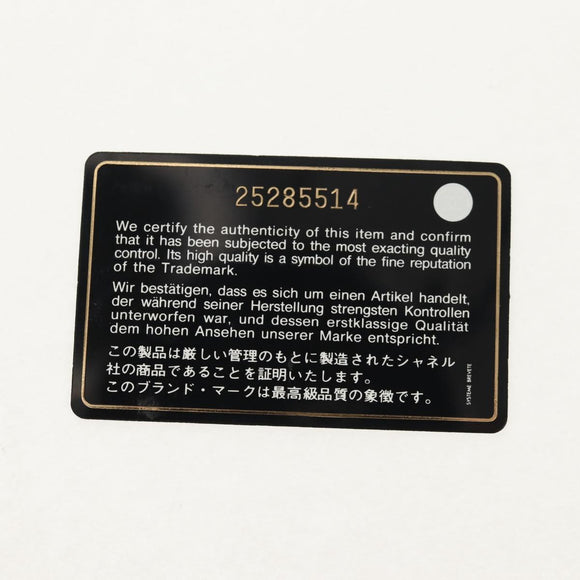 25285514
We certify the authenticity of this item and confirm
that it has been subjected to the most exacting quality
control. Its high quality is a symbol of the fine reputation
of the Trademark.
Wir bestätigen, dass es sich um einen Artikel handelt,
der während seiner Herstellung strengsten Kontrollen
unterworfen war, und dessen erstklassige Qualität
dem hohen Ansehen unserer Marke entspricht.
この製品は厳しい管理のもとに製造されたシャネル
社の商品であることを証明いたします。
このブランド・マークは最高級品質の象徴です。
SYSTEME BREVETE